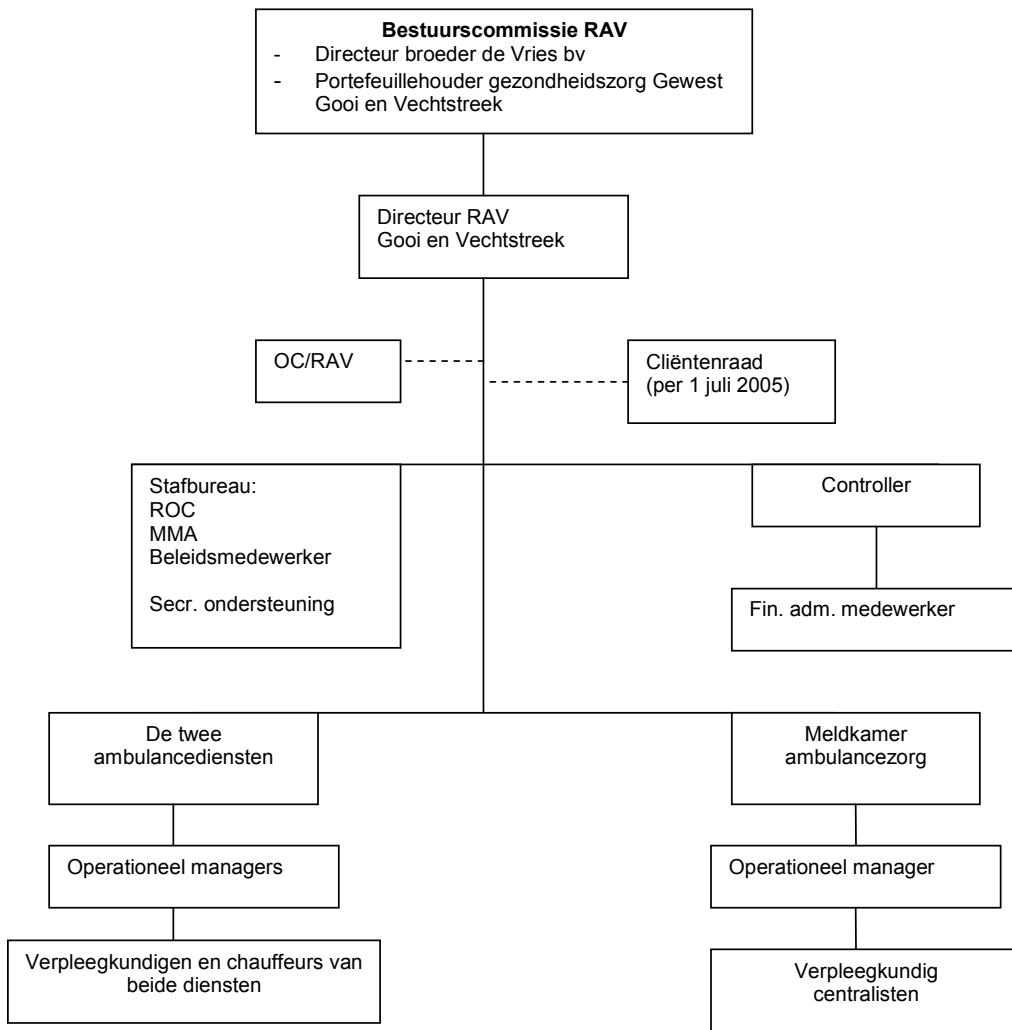 Bestuurscommissie RAV
- Directeur broeder de Vries bv
- Portefeuillehouder gezondheidszorg Gewest
Gooi en Vechtstreek
Directeur RAV
Gooi en Vechtstreek
OC/RAV
Cliëntenraad
(per 1 juli 2005)
Stafbureau:
ROC
MMA
Beleidsmedewerker
Secr. ondersteuning
Controller
Fin. adm. medewerker
De twee
ambulancediensten
Meldkamer
ambulancezorg
Operationeel managers
Operationeel manager
Verpleegkundigen en chauffeurs van
beide diensten
Verpleegkundig
centralisten